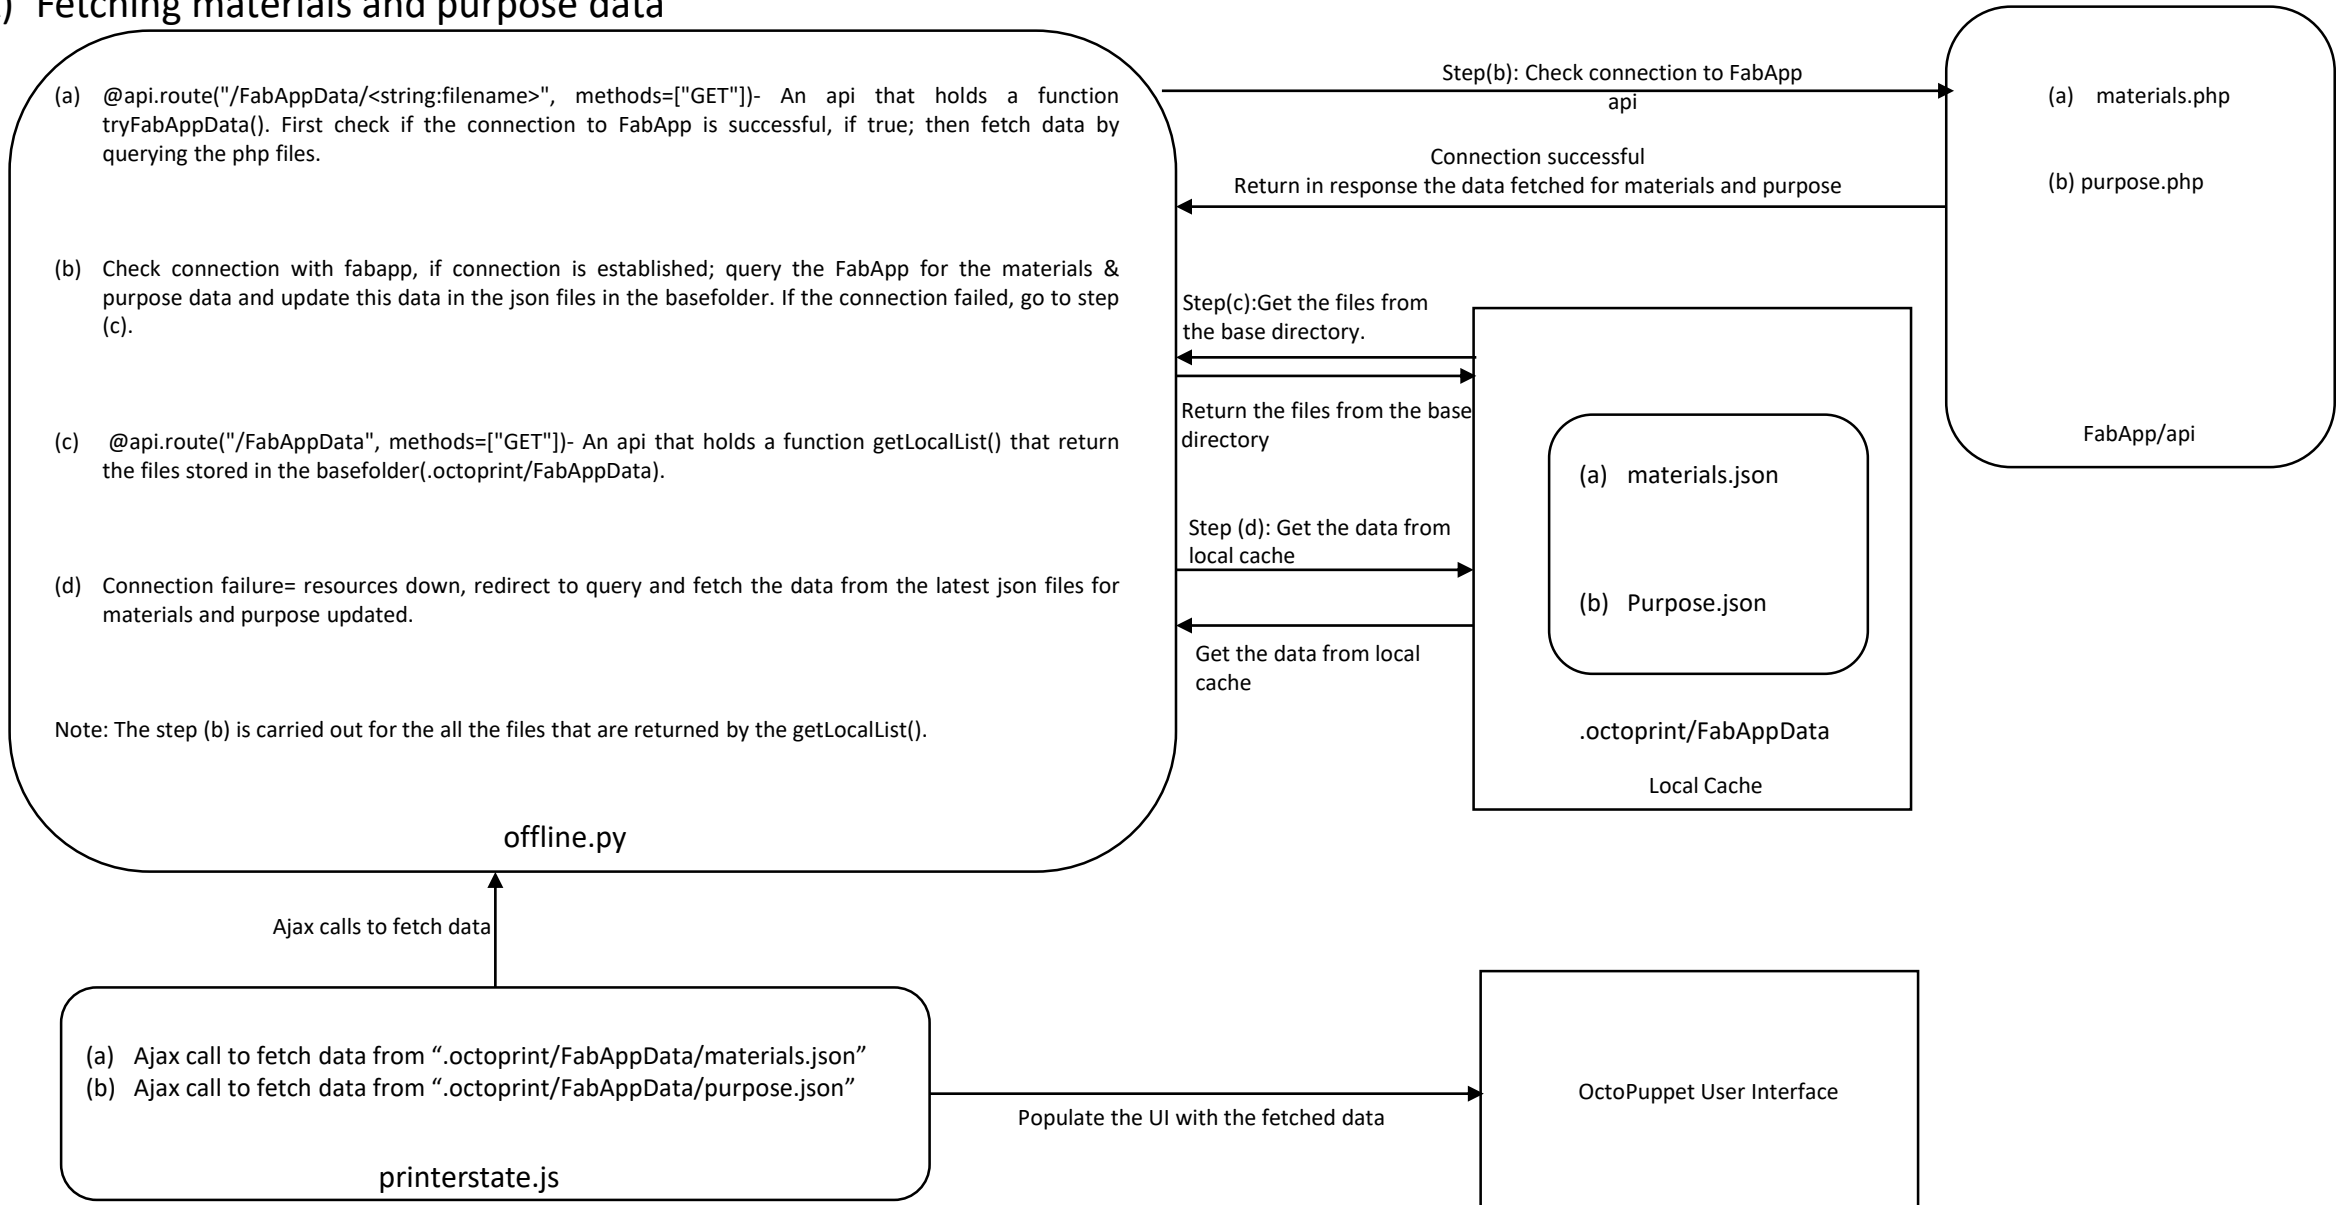 ) Fetching materials and purpose data
(a) @api.route("/FabAppData/<string:filename>", methods=["GET"])- An api that holds a function
tryFabAppData(). First check if the connection to FabApp is successful, if true; then fetch data by
querying the php files.
(b) Check connection with fabapp, if connection is established; query the FabApp for the materials &
purpose data and update this data in the json files in the basefolder. If the connection failed, go to step
(c).
(c) @api.route("/FabAppData", methods=["GET"])- An api that holds a function getLocalList() that return
the files stored in the basefolder(.octoprint/FabAppData).
(d) Connection failure= resources down, redirect to query and fetch the data from the latest json files for
materials and purpose updated.
Note: The step (b) is carried out for the all the files that are returned by the getLocalList().
offline.py
Step(b): Check connection to FabApp
api
Connection successful
Return in response the data fetched for materials and purpose
(a) materials.php
(b) purpose.php
FabApp/api
Step(c):Get the files from
the base directory.
Return the files from the base
directory
Step (d): Get the data from
local cache
Get the data from local
cache
(a) materials.json
(b) Purpose.json
.octoprint/FabAppData
Local Cache
Ajax calls to fetch data
(a) Ajax call to fetch data from “.octoprint/FabAppData/materials.json”
(b) Ajax call to fetch data from “.octoprint/FabAppData/purpose.json”
printerstate.js
Populate the UI with the fetched data
OctoPuppet User Interface